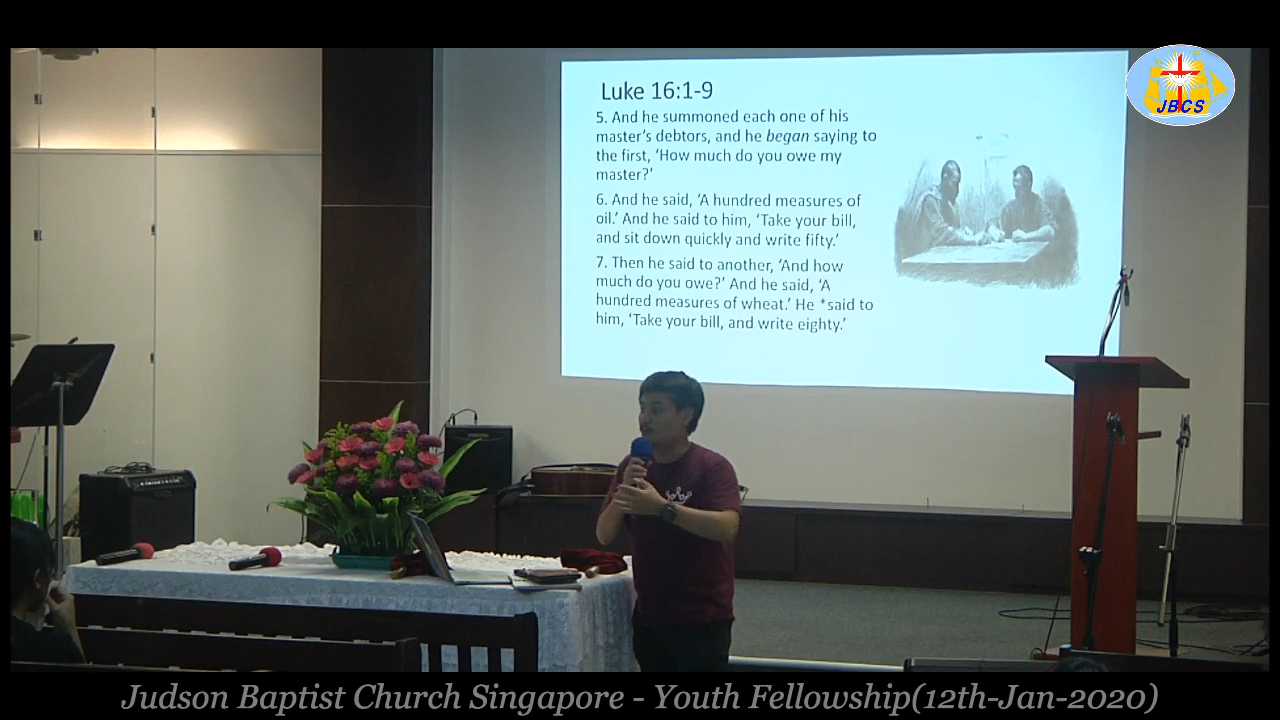 Luke 16:1-9
5. And he summoned each one of his
master's debtors, and he began saying to
the first, 'How much do you owe my
master?'
6. And he said, 'A hundred measures of
oil.' And he said to him, 'Take your bill,
and sit down quickly and write fifty.'
7. Then he said to another, 'And how
much do you owe?' And he said, 'A
hundred measures of wheat.' He *said to
him, 'Take your bill, and write eighty.'
JBCS
Judson Baptist Church Singapore - Youth Fellowship(12th-Jan-2020)